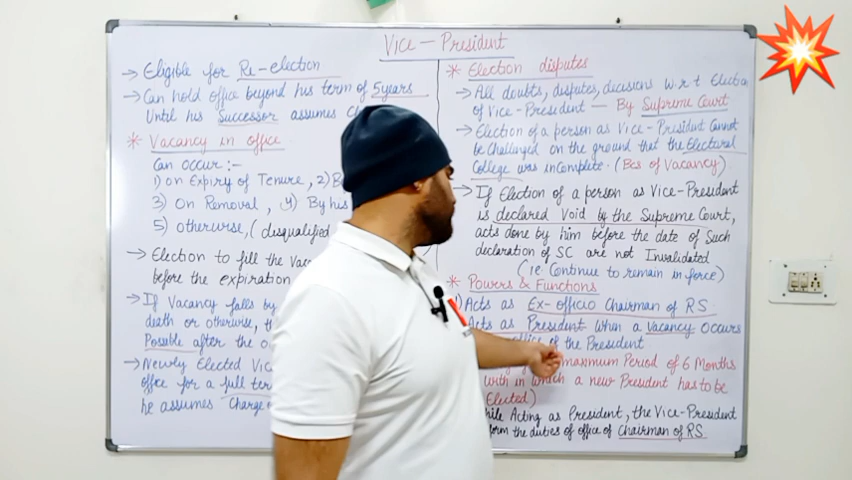 Vice - President
→ Eligible for Re-election
→ Can hold office beyond his term of 5 years
Until his Successor assumes
* Vacancy in office
Can occur :-
1) on Expiry of Tenure, 2)
3) On Removal, 4) By his
5) otherwise, ( disqualified
→ Election to fill the
before the expiration
→ If Vacancy falls by
death or otherwise,
Posible after the
→ Newly Elected
office for a full
he assumes Charge
* Election disputes
→ All doubts, disputes, decisions w.r.t
of Vice-President — By Supreme Court
→ Election of a person as Vice-President Cannot
be Challenged on the ground that the Electoral
College was incomplete. (Bcs of Vacancy)
→ If Election of a person as Vice-President
is declared Void by the Supreme Court,
acts done by him before the date of Such
declaration of SC are not Invalidated
(ie Continue to remain in force)
* Powers & Functions
Acts as Ex-officio Chairman of RS
Acts as President When a Vacancy occurs
of the President
maximum Period of 6 Months
with in which a new President has to be
Elected)
Acting as President, the Vice-President
the duties of office of Chairman of RS